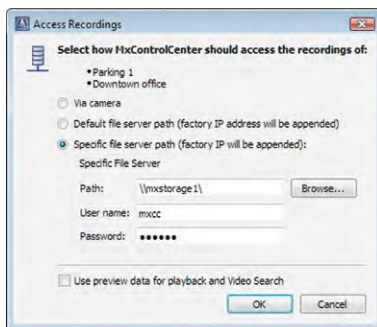 Access Recordings
Select how MxControlCenter should access the recordings of:
•Parking 1
•Downtown office
Via camera
Default file server path (factory IP address will be appended)
Specific file server path (factory IP will be appended):
Specific File Server
Path: \\mxstorage1\ Browse...
User name: mxcc
Password: ••••••
Use preview data for playback and Video Search
OK Cancel